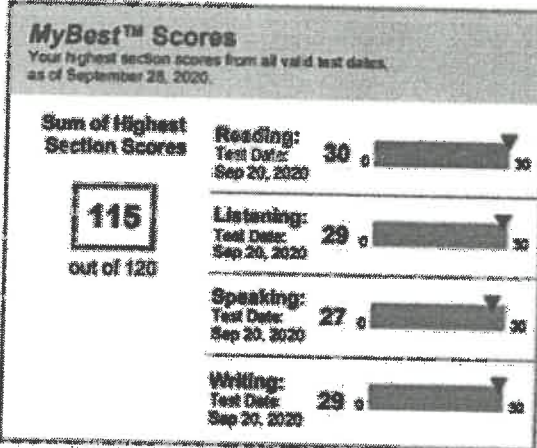 MyBest™ Scores
Your highest section scores from all valid test dates,
as of September 28, 2020.
Sum of Highest
Section Scores
115
out of 120
Reading:
Test Date:
Sep 20, 2020
30
0
30
Listening:
Test Date:
Sep 20, 2020
29
0
30
Speaking:
Test Date:
Sep 20, 2020
27
0
30
Writing:
Test Date:
Sep 20, 2020
29
0
30